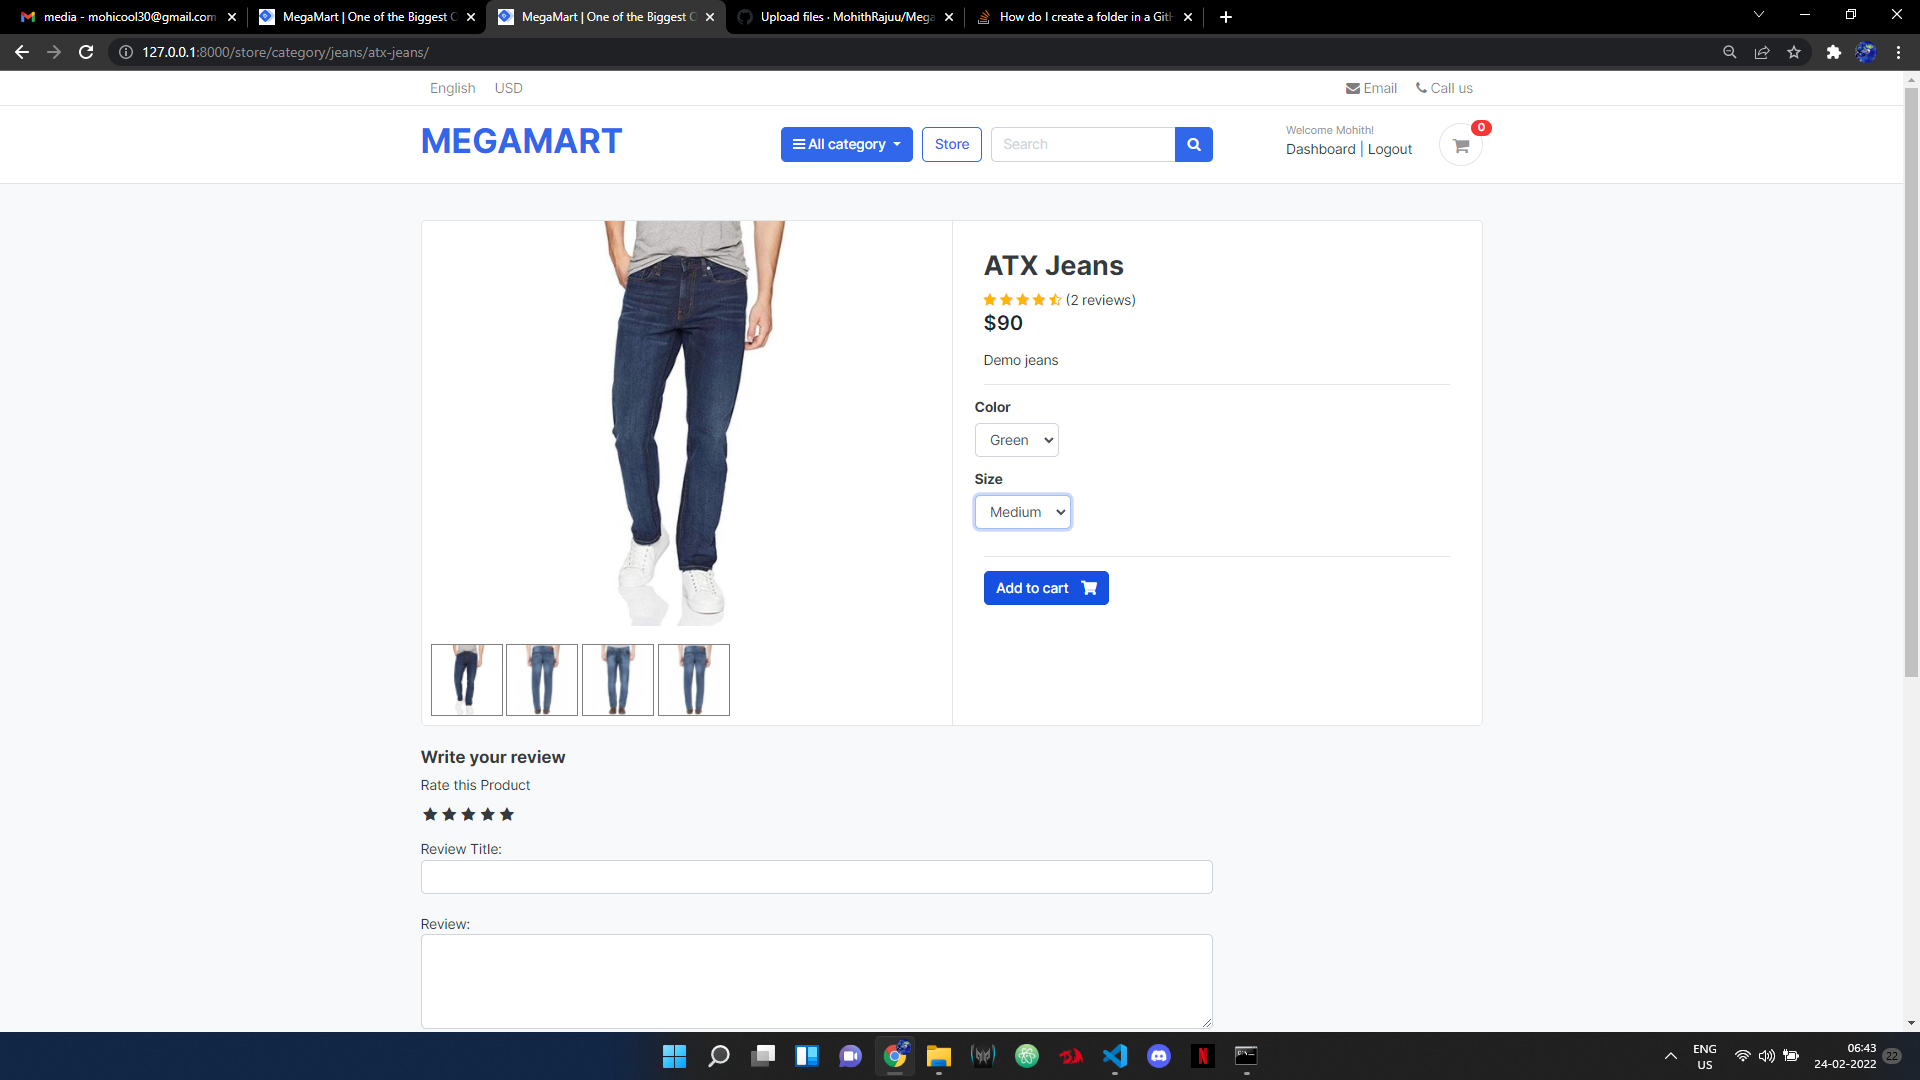 media - mohicool30@gmail.com
MegaMart | One of the Biggest
MegaMart | One of the Biggest
Upload files · MohithRajuu/Mega
How do I create a folder in a Git
127.0.0.1:8000/store/category/jeans/atx-jeans/
English USD
Email Call us
MEGAMART
All category
Store
Search
Welcome Mohith!
Dashboard | Logout
0
ATX Jeans
(2 reviews)
$90
Demo jeans
Color
Green
Size
Medium
Add to cart
Write your review
Rate this Product
Review Title:
Review:
N
ENG
US
06:43
24-02-2022
22